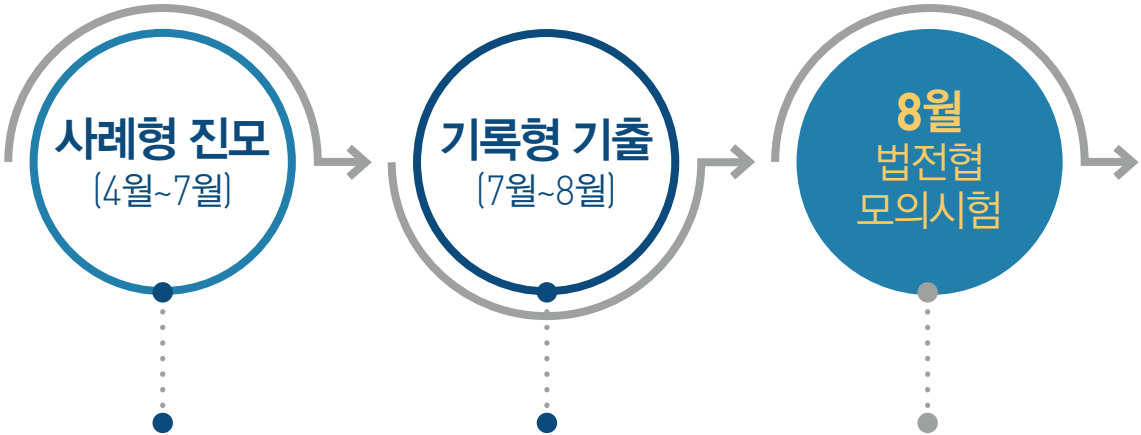 사례형 진모
(4월~7월)
기록형 기출
(7월~8월)
8월
법전협
모의시험